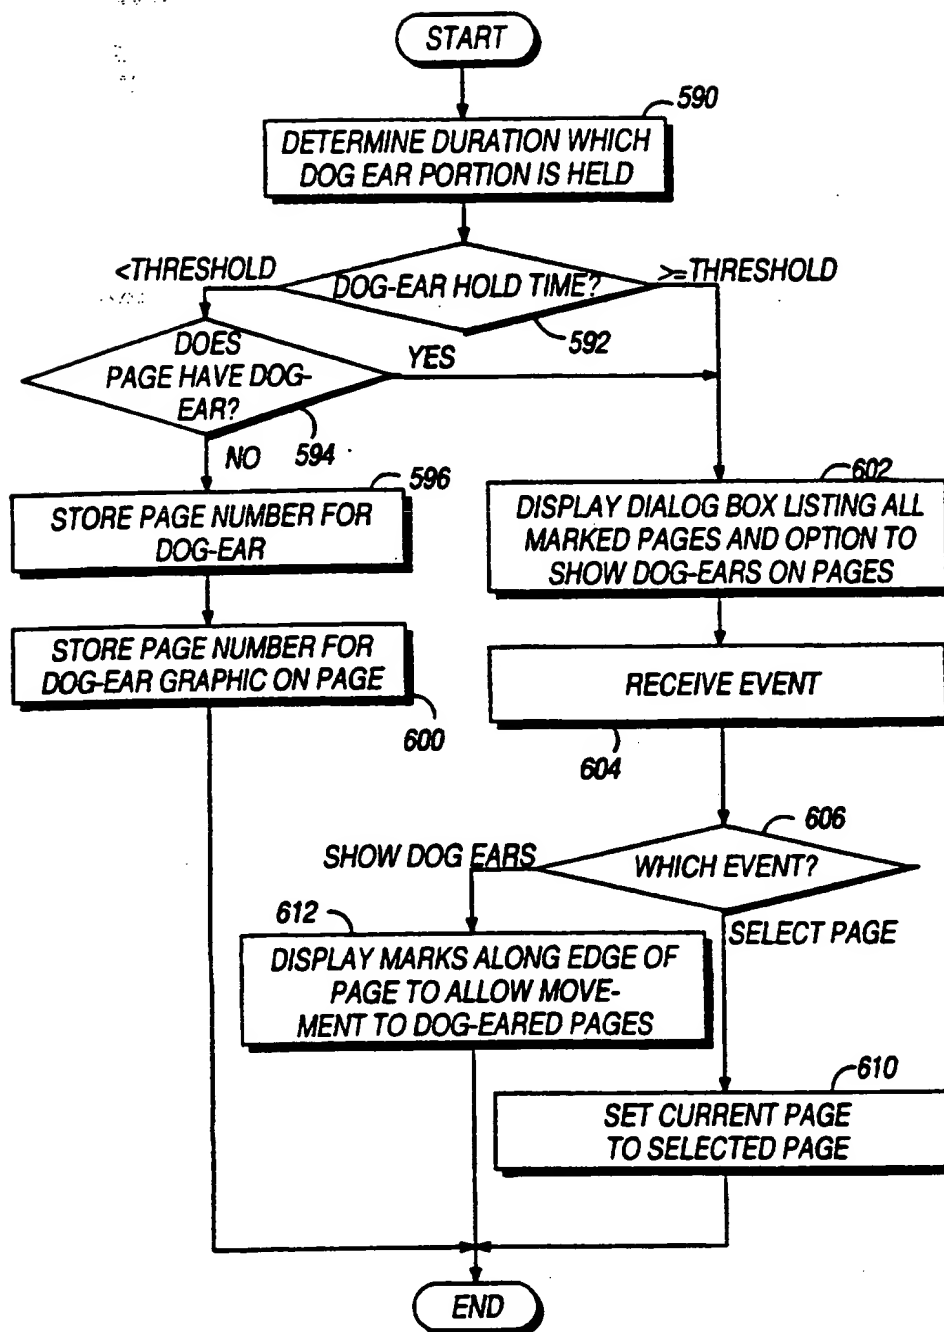 START
590
DETERMINE DURATION WHICH
DOG EAR PORTION IS HELD
<THRESHOLD
DOG-EAR HOLD TIME?
>=THRESHOLD
592
DOES
PAGE HAVE DOG-
EAR?
YES
594
NO
596
STORE PAGE NUMBER FOR
DOG-EAR
602
DISPLAY DIALOG BOX LISTING ALL
MARKED PAGES AND OPTION TO
SHOW DOG-EARS ON PAGES
STORE PAGE NUMBER FOR
DOG-EAR GRAPHIC ON PAGE
600
RECEIVE EVENT
604
606
SHOW DOG EARS
WHICH EVENT?
612
SELECT PAGE
DISPLAY MARKS ALONG EDGE OF
PAGE TO ALLOW MOVE-
MENT TO DOG-EARED PAGES
610
SET CURRENT PAGE
TO SELECTED PAGE
END